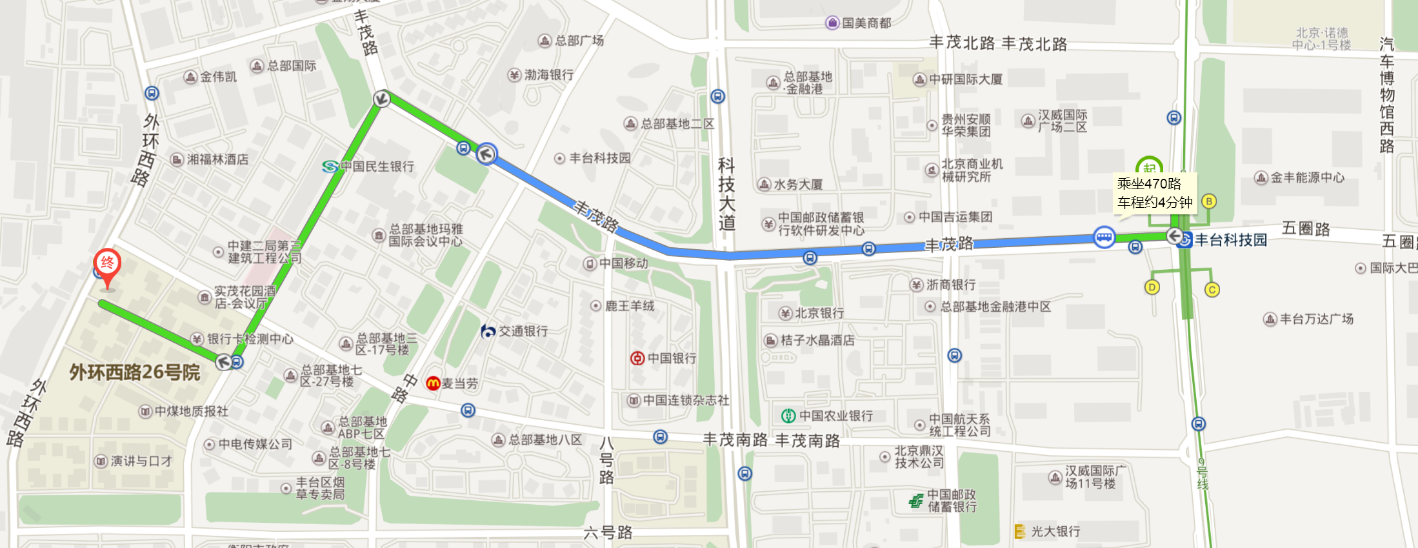 丰茂路
总部广场
国美商都
丰茂北路
丰茂北路
北京·诺德
中心-1号楼
汽车博物馆西路
金伟凯
总部国际
渤海银行
总部基地
·金融港
中研国际大厦
外环西路
总部基地二区
贵州安顺
华荣集团
汉威国际
广场二区
湘福林酒店
中国民生银行
丰台科技园
科技大道
水务大厦
北京商业机
械研究所
起
乘坐470路
车程约4分钟
金丰能源中心
B
丰茂路
总部基地玛雅
国际会议中心
中国邮政储蓄银
行软件研发中心
中国吉运集团
丰茂路
丰台科技园
五圈路
五圈
中建二局第三
建筑工程公司
终
中国移动
国际大巴
实茂花园酒
店-会议厅
鹿王羊绒
浙商银行
总部基地金融港中区
D
C
银行卡检测中心
总部基地三
区-17号楼
交通银行
北京银行
桔子水晶酒店
丰台万达广场
外环西路26号院
总部基地七
区-27号楼
中国银行
外环西路
中路
麦当劳
中国连锁杂志社
中煤地质报社
总部基地
ABP七区
中国农业银行
中国航天系
统工程公司
中电传媒公司
总部基地八区
八号路
丰茂南路
丰茂南路
演讲与口才
总部基地七
区-8号楼
北京鼎汉
技术公司
9号线
汉威国际广
场11号楼
丰台区烟
草专卖局
中国邮政
储蓄银行
六号路
光大银行